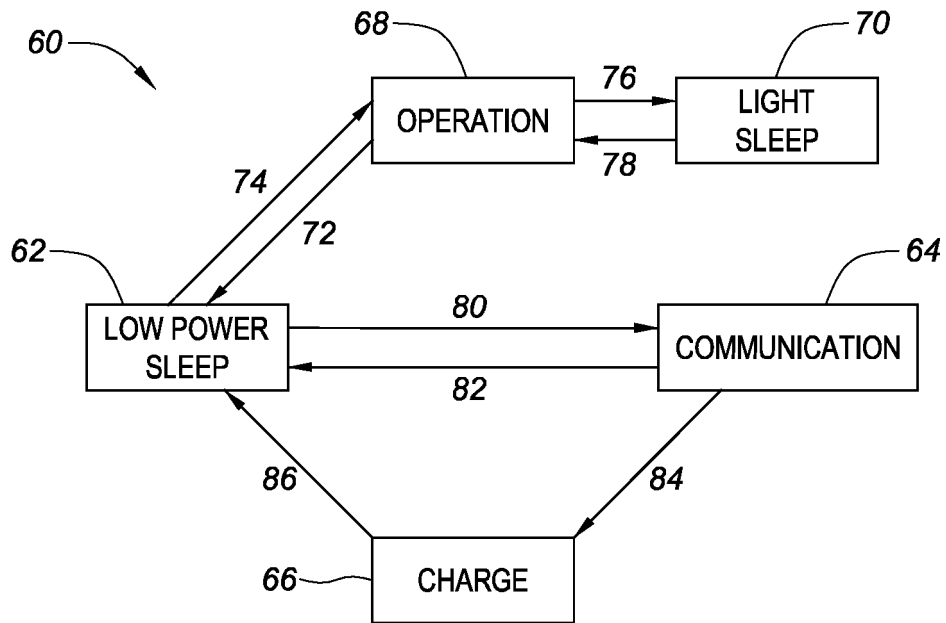 60
68
70
OPERATION
76
LIGHT
SLEEP
78
74
72
62
64
LOW POWER
SLEEP
80
COMMUNICATION
82
86
84
66
CHARGE